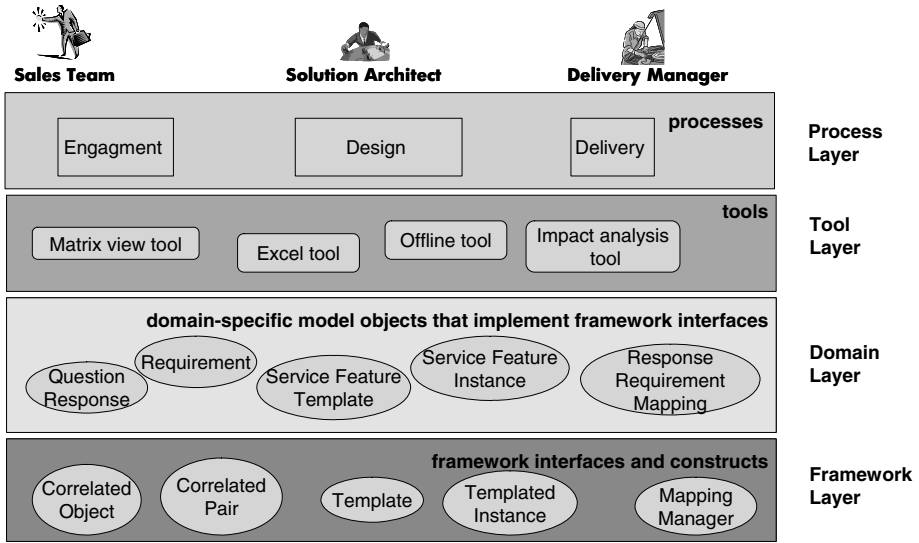 Sales Team
Solution Architect
Delivery Manager
processes
Engagment
Design
Delivery
Process
Layer
tools
Matrix view tool
Excel tool
Offline tool
Impact analysis
tool
Tool
Layer
domain-specific model objects that implement framework interfaces
Question
Response
Requirement
Service Feature
Template
Service Feature
Instance
Response
Requirement
Mapping
Domain
Layer
framework interfaces and constructs
Correlated
Object
Correlated
Pair
Template
Templated
Instance
Mapping
Manager
Framework
Layer